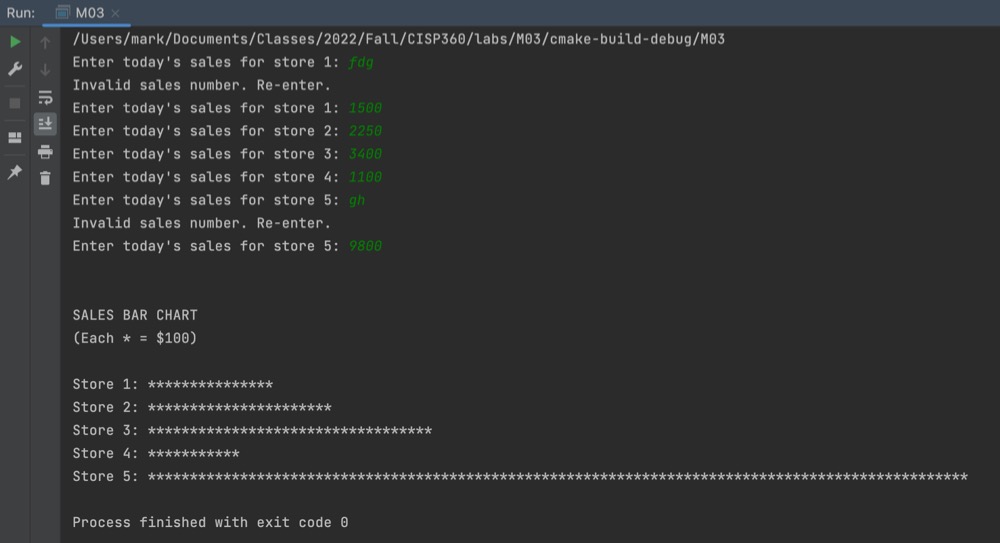 Run: M03
/Users/mark/Documents/Classes/2022/Fall/CISP360/labs/M03/cmake-build-debug/M03
Enter today's sales for store 1: fdg
Invalid sales number. Re-enter.
Enter today's sales for store 1: 1500
Enter today's sales for store 2: 2250
Enter today's sales for store 3: 3400
Enter today's sales for store 4: 1100
Enter today's sales for store 5: gh
Invalid sales number. Re-enter.
Enter today's sales for store 5: 9800
SALES BAR CHART
(Each * = $100)
Store 1: ***************
Store 2: **********************
Store 3: **********************************
Store 4: ***********
Store 5: **************************************************************************************************
Process finished with exit code 0